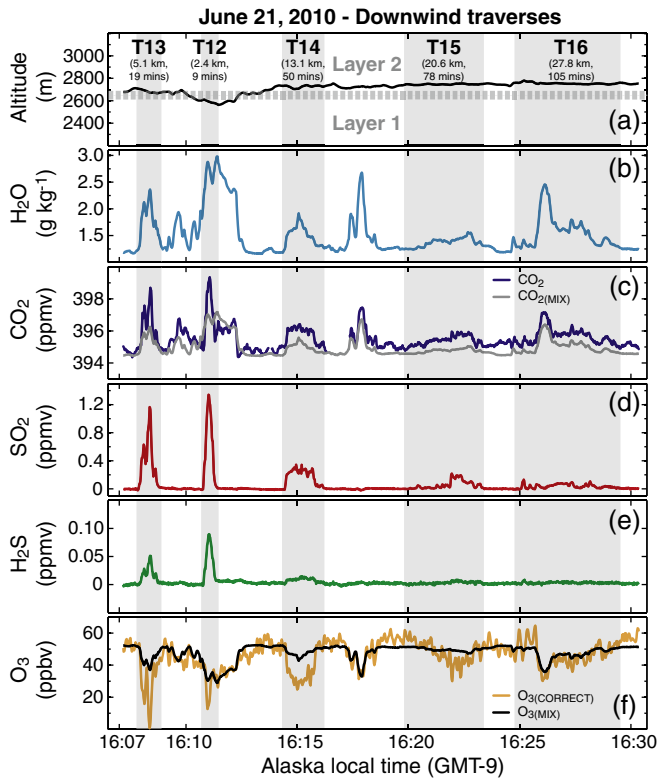 June 21, 2010 - Downwind traverses
T13 T12 T14 T15 T16
(5.1 km, (2.4 km, (13.1 km, (20.6 km, (27.8 km,
19 mins) 9 mins) 50 mins) 78 mins) 105 mins)
Layer 2
Layer 1
(a)
Altitude
(m)
3000
2800
2600
2400
2200
(b)
H₂O
(g kg⁻¹)
3.0
2.5
2.0
1.5
(c)
CO₂
CO₂(MIX)
CO₂
(ppmv)
398
396
394
(d)
SO₂
(ppmv)
1.2
0.8
0.4
0
(e)
H₂S
(ppmv)
0.10
0.05
0
(f)
O₃
(ppbv)
60
40
20
O₃(CORRECT)
O₃(MIX)
16:07 16:10 16:15 16:20 16:25 16:30
Alaska local time (GMT-9)